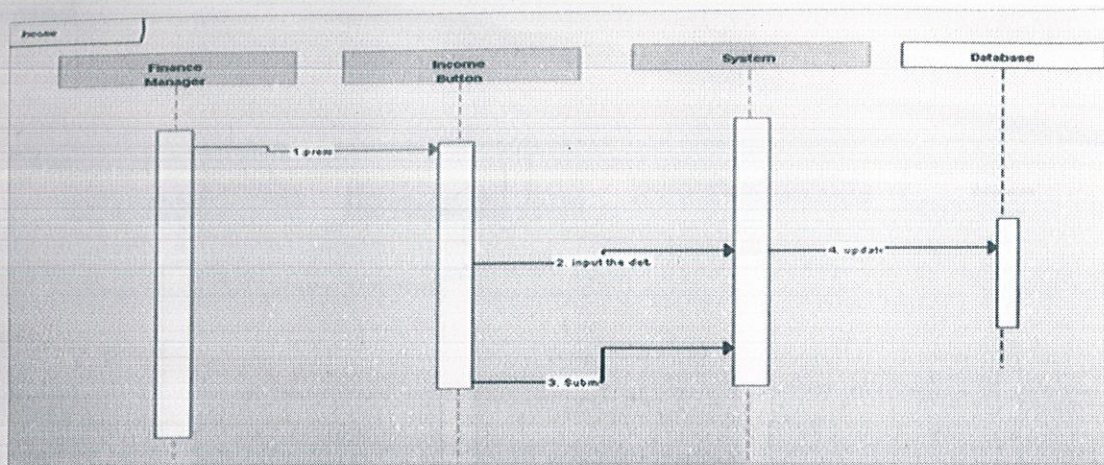 Income
Finance
Manager
Income
Button
System
Database
1.press
2. input the det.
4. update
3. Subm